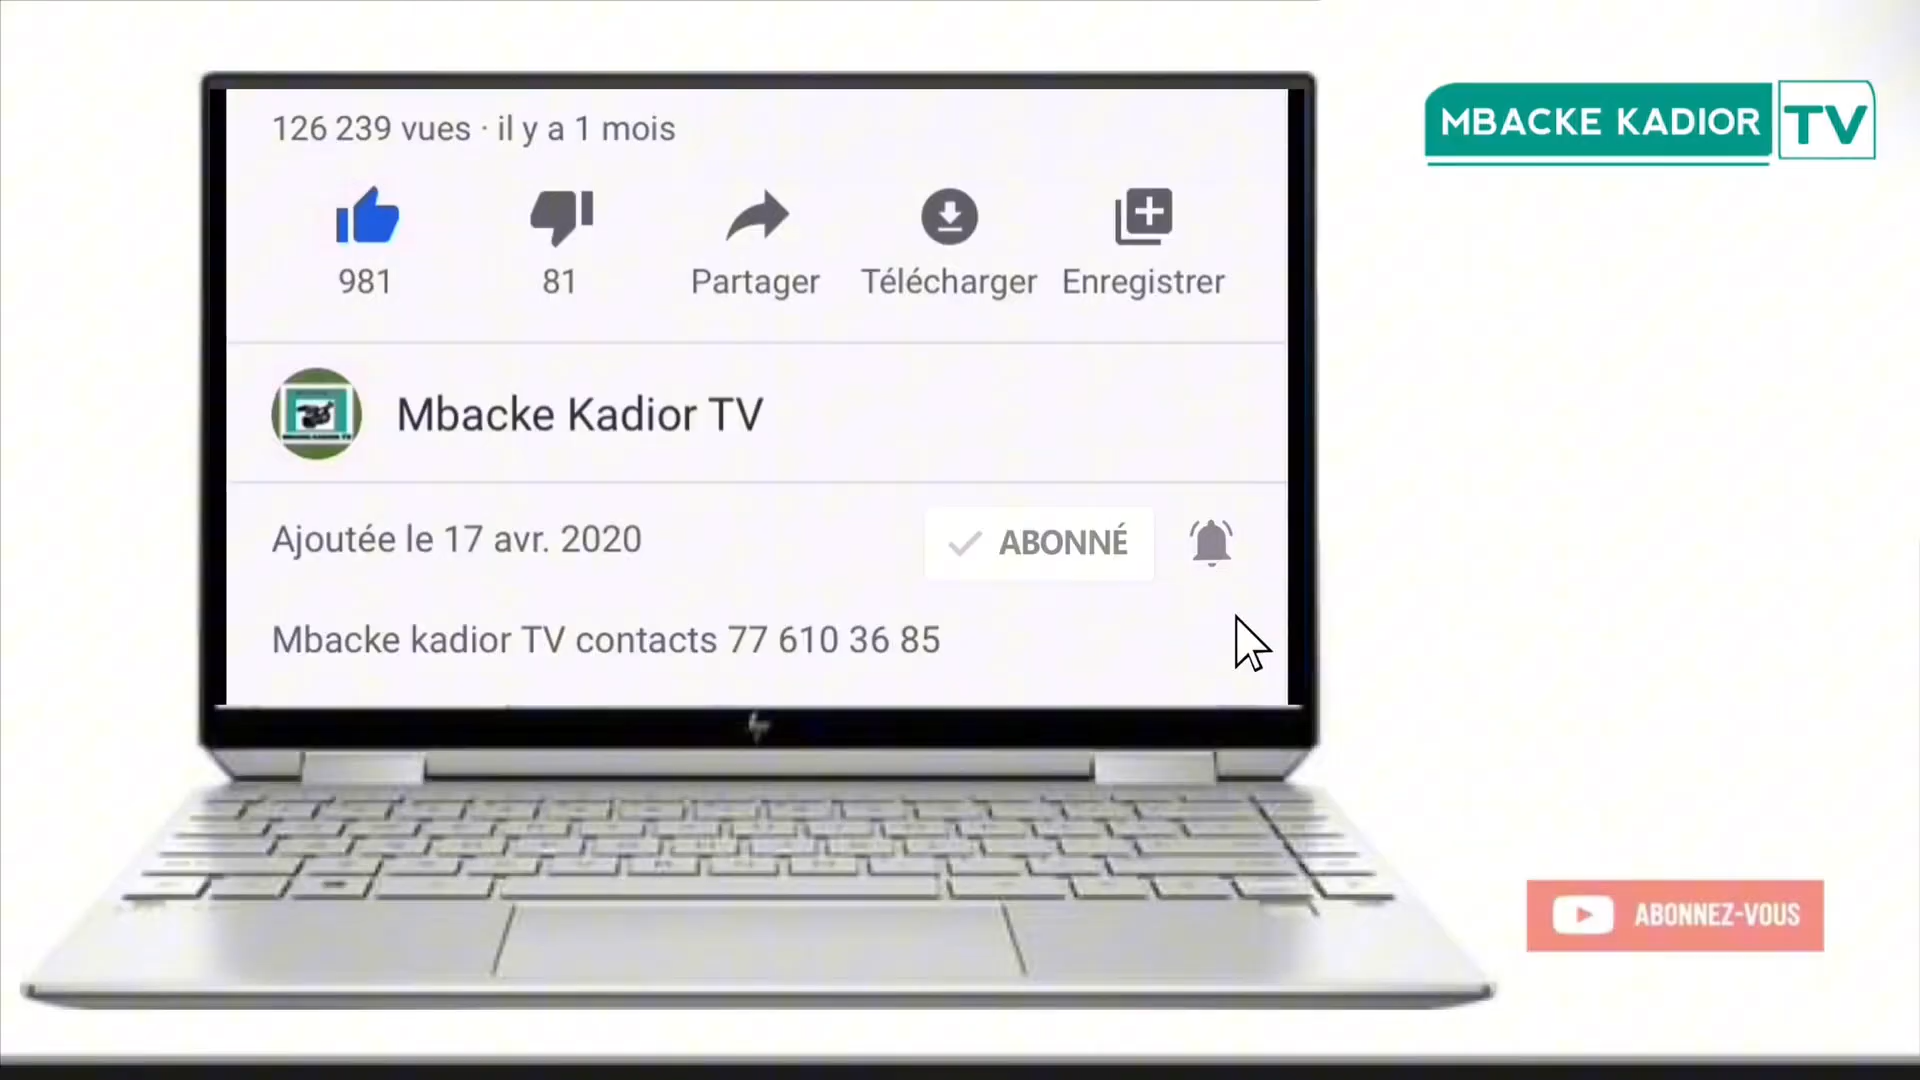 126 239 vues · il y a 1 mois
981
81
Partager
Télécharger
Enregistrer
Mbacke Kadior TV
Ajoutée le 17 avr. 2020
ABONNÉ
Mbacke kadior TV contacts 77 610 36 85
MBACKE KADIOR TV
ABONNEZ-VOUS